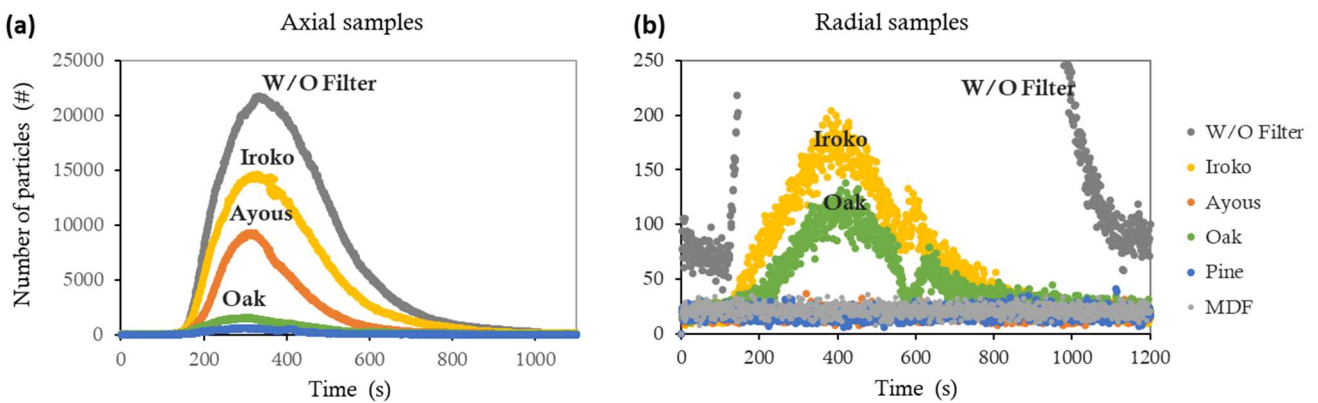 (a)
Axial samples
Number of particles (#)
25000
20000
15000
10000
5000
0
W/O Filter
Iroko
Ayous
Oak
0 200 400 600 800 1000
Time (s)
(b)
Radial samples
250
200
150
100
50
0
W/O Filter
Iroko
Oak
0 200 400 600 800 1000 1200
Time (s)
W/O Filter
Iroko
Ayous
Oak
Pine
MDF